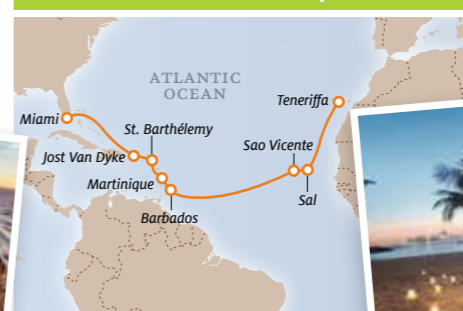 ATLANTIC
OCEAN
Teneriffa
Miami
St. Barthélemy
Sao Vicente
Jost Van Dyke
Martinique
Sal
Barbados